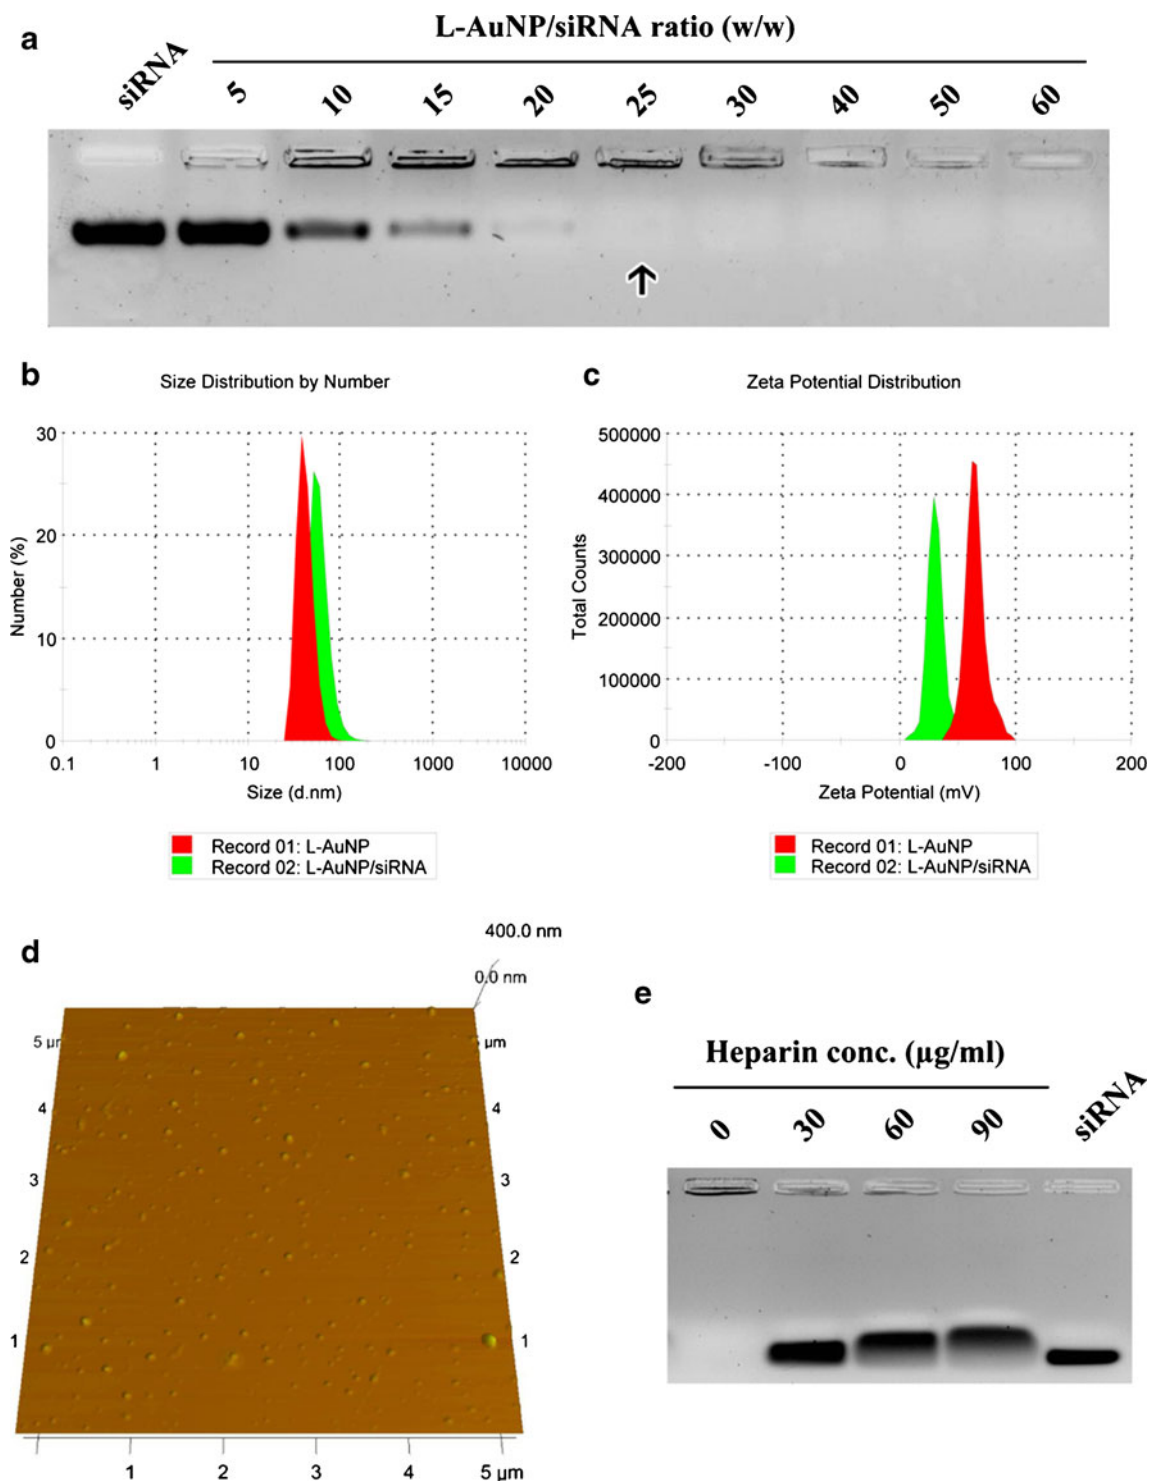 a
L-AuNP/siRNA ratio (w/w)
siRNA 5 10 15 20 25 30 40 50 60
b
Size Distribution by Number
30
20
10
0
Number (%)
0.1 1 10 100 1000 10000
Size (d.nm)
Record 01: L-AuNP
Record 02: L-AuNP/siRNA
c
Zeta Potential Distribution
500000
400000
300000
200000
100000
0
Total Counts
-200 -100 0 100 200
Zeta Potential (mV)
Record 01: L-AuNP
Record 02: L-AuNP/siRNA
d
400.0 nm
0.0 nm
5 μm
4 4
3 3
2 2
1 1
1 2 3 4 5 μm
e
Heparin conc. (μg/ml)
0 30 60 90 siRNA